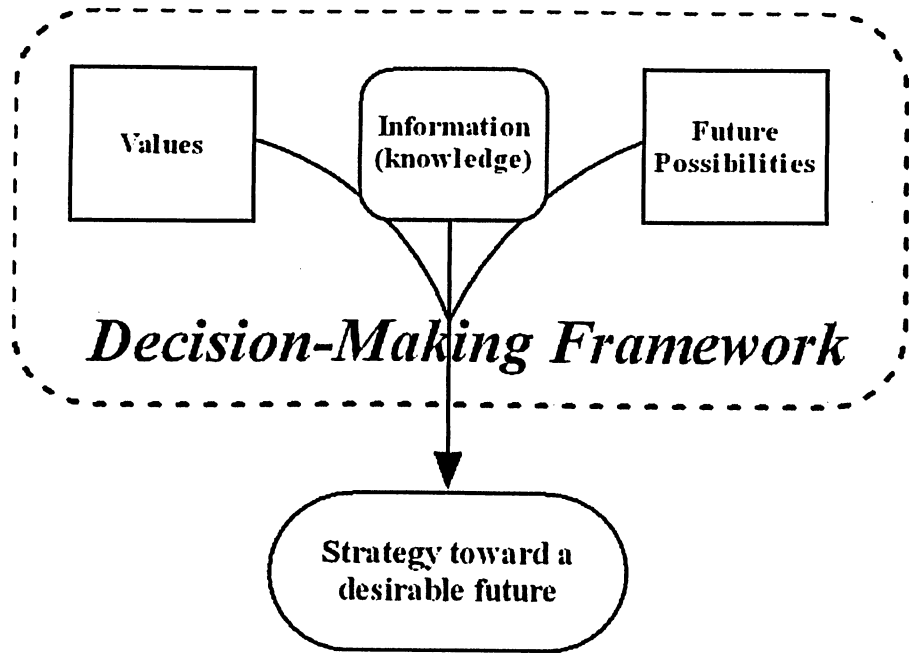 Values
Information
(knowledge)
Future
Possibilities
Decision-Making Framework
Strategy toward a
desirable future